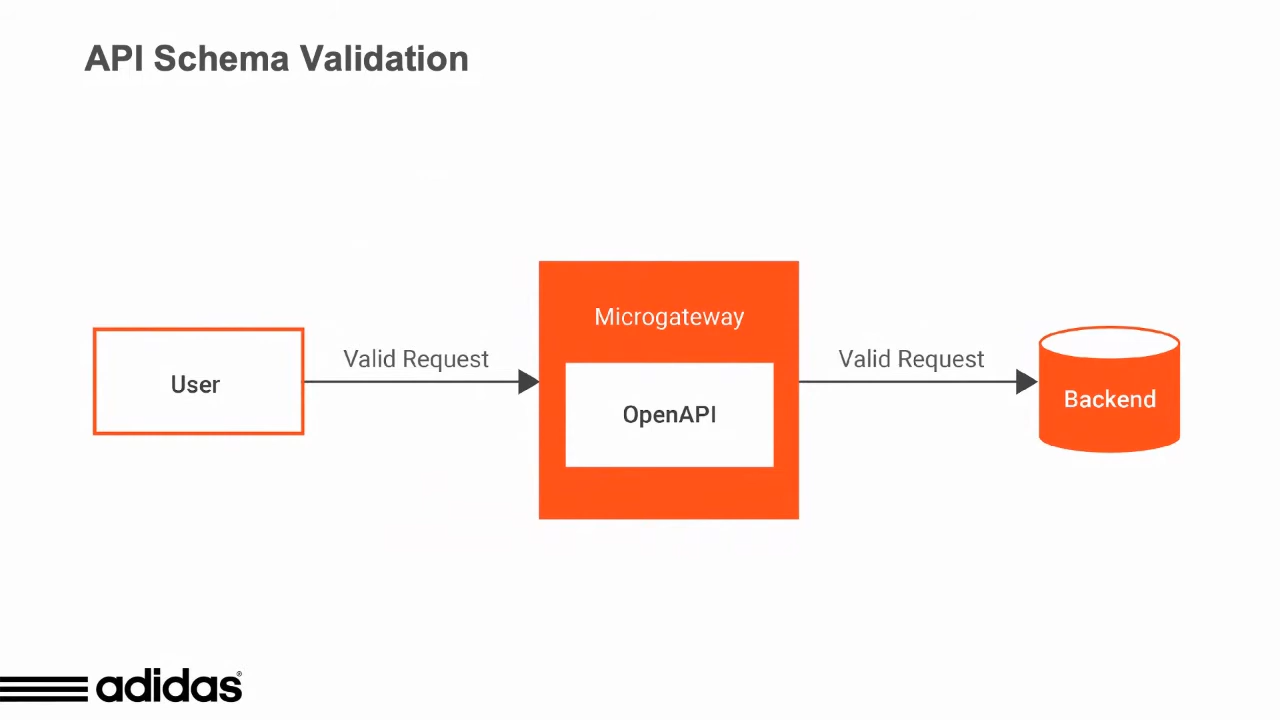 API Schema Validation
Microgateway
Valid Request
Valid Request
User
Backend
OpenAPI
adidas®